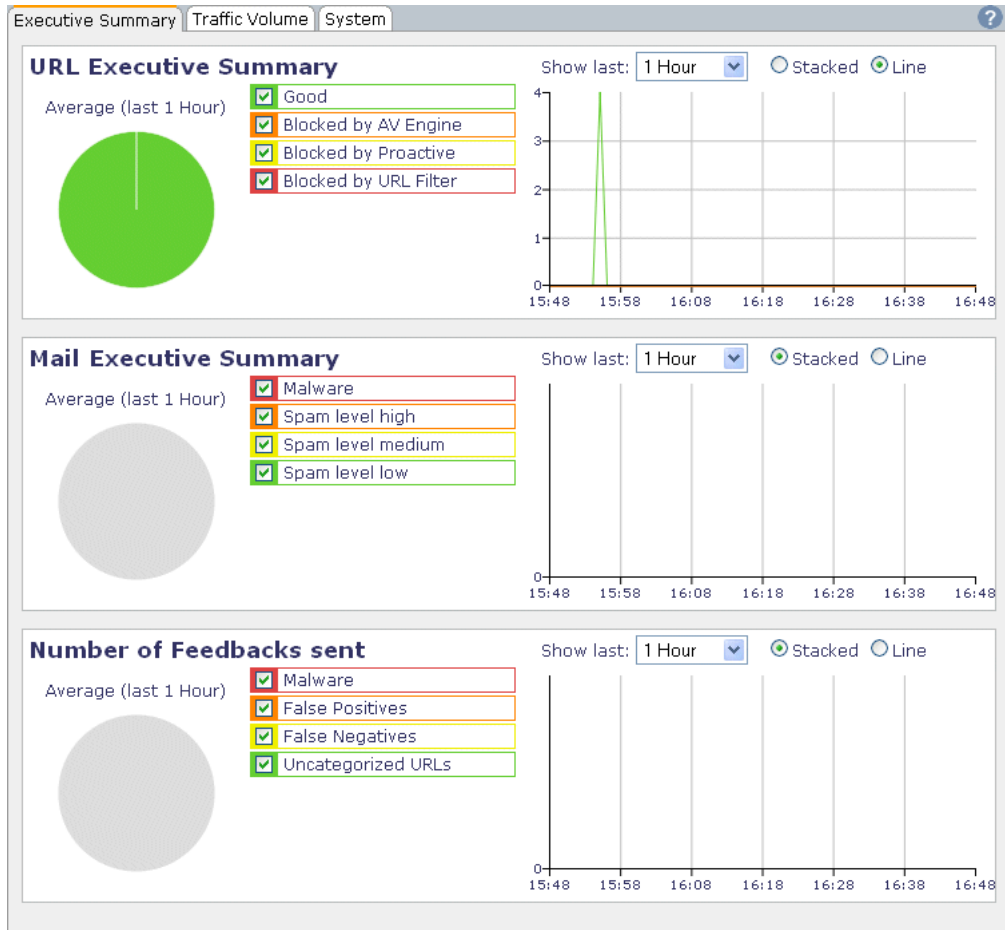 Executive Summary
Traffic Volume
System
?
URL Executive Summary
Show last: 1 Hour Stacked Line
Average (last 1 Hour)
Good
Blocked by AV Engine
Blocked by Proactive
Blocked by URL Filter
4
3
2
1
0
15:48 15:58 16:08 16:18 16:28 16:38 16:48
Mail Executive Summary
Show last: 1 Hour Stacked Line
Average (last 1 Hour)
Malware
Spam level high
Spam level medium
Spam level low
0
15:48 15:58 16:08 16:18 16:28 16:38 16:48
Number of Feedbacks sent
Show last: 1 Hour Stacked Line
Average (last 1 Hour)
Malware
False Positives
False Negatives
Uncategorized URLs
0
15:48 15:58 16:08 16:18 16:28 16:38 16:48